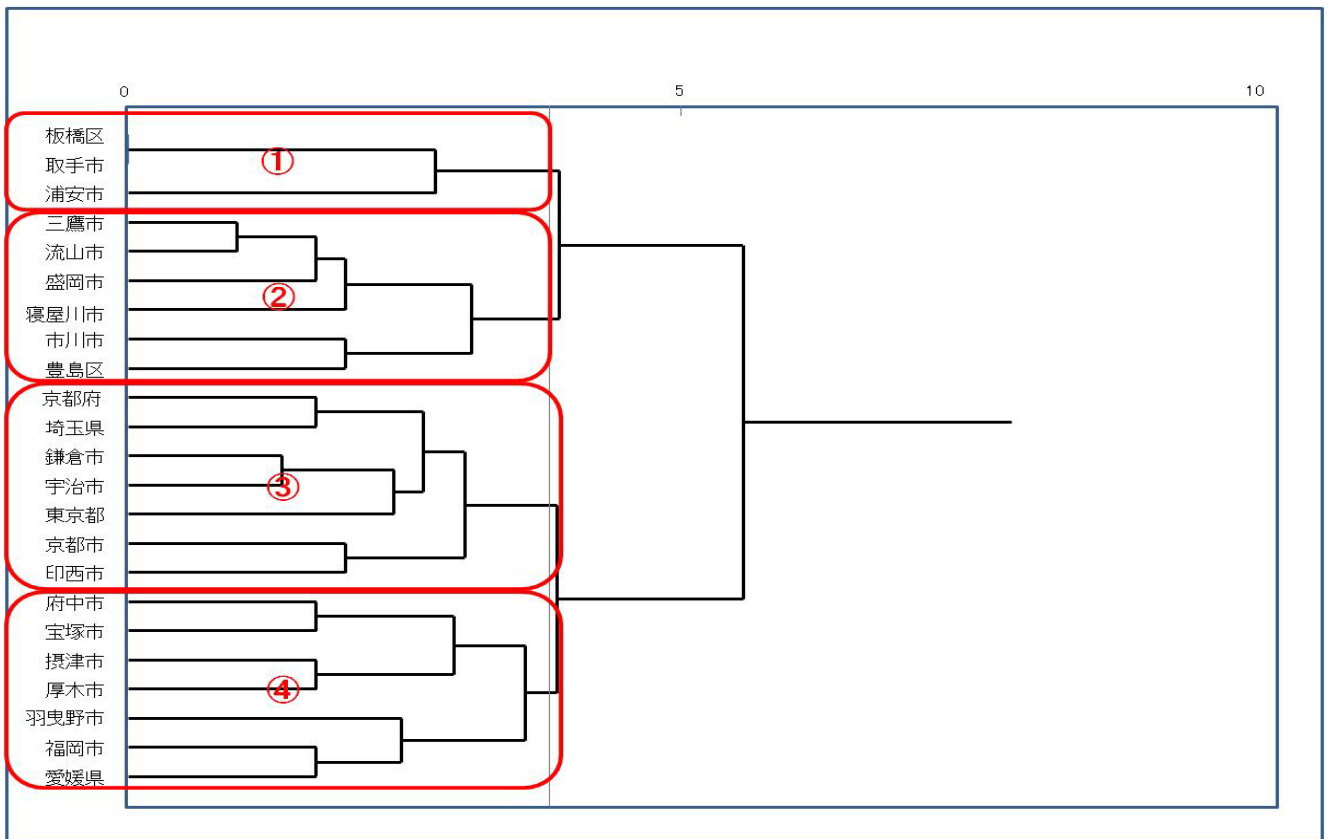 0 5 10
板橋区
取手市
浦安市
①
三鷹市
流山市
盛岡市
寝屋川市
②
市川市
豊島区
京都府
埼玉県
鎌倉市
宇治市
③
東京都
京都市
印西市
府中市
宝塚市
摂津市
厚木市
④
羽曳野市
福岡市
愛媛県